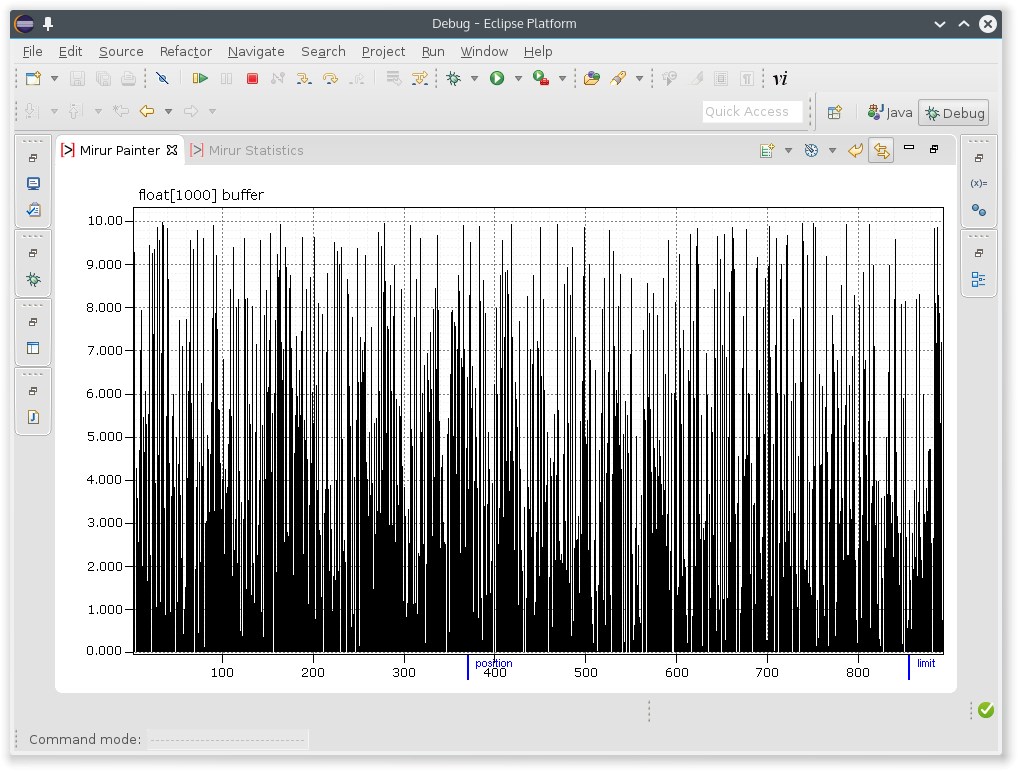 Debug - Eclipse Platform
File Edit Source Refactor Navigate Search Project Run Window Help
vi
Quick Access Java Debug
Mirur Painter Mirur Statistics
(x)=
float[1000] buffer
10.00
9.000
8.000
7.000
6.000
5.000
4.000
3.000
2.000
1.000
0.000
position limit
100 200 300 400 500 600 700 800
Command mode: